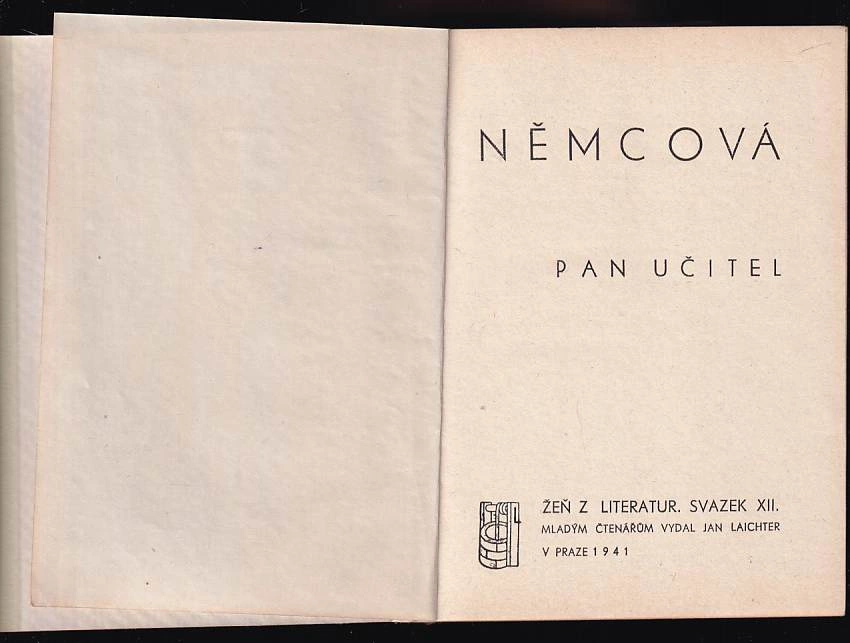 NĚMCOVÁ
PAN UČITEL
ŽEŇ Z LITERATUR. SVAZEK XII.
MLADÝM ČTENÁŘŮM VYDAL JAN LAICHTER
V PRAZE 1941